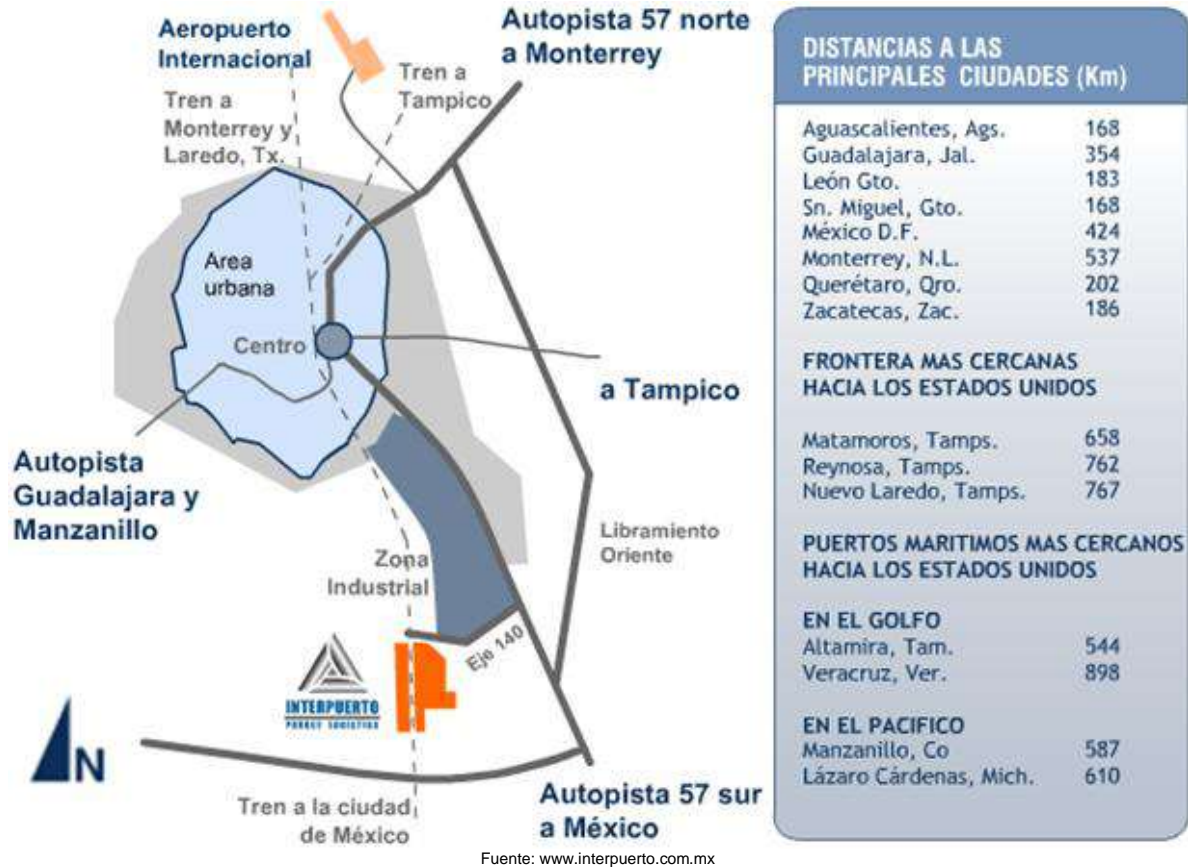 Aeropuerto
Internacional
Autopista 57 norte
a Monterrey
Tren a
Tampico
Tren a
Monterrey y
Laredo, Tx.
Area
urbana
Centro
a Tampico
Autopista
Guadalajara y
Manzanillo
Libramiento
Oriente
Zona
Industrial
Eje 140
INTERPUERTO
PARQUE LOGISTICO
N
Autopista 57 sur
a México
Tren a la ciudad
de México
DISTANCIAS A LAS
PRINCIPALES CIUDADES (Km)
Aguascalientes, Ags. 168
Guadalajara, Jal. 354
León Gto. 183
Sn. Miguel, Gto. 168
México D.F. 424
Monterrey, N.L. 537
Querétaro, Qro. 202
Zacatecas, Zac. 186
FRONTERA MAS CERCANAS
HACIA LOS ESTADOS UNIDOS
Matamoros, Tamps. 658
Reynosa, Tamps. 762
Nuevo Laredo, Tamps. 767
PUERTOS MARITIMOS MAS CERCANOS
HACIA LOS ESTADOS UNIDOS
EN EL GOLFO
Altamira, Tam. 544
Veracruz, Ver. 898
EN EL PACIFICO
Manzanillo, Co 587
Lázaro Cárdenas, Mich. 610
Fuente: www.interpuerto.com.mx